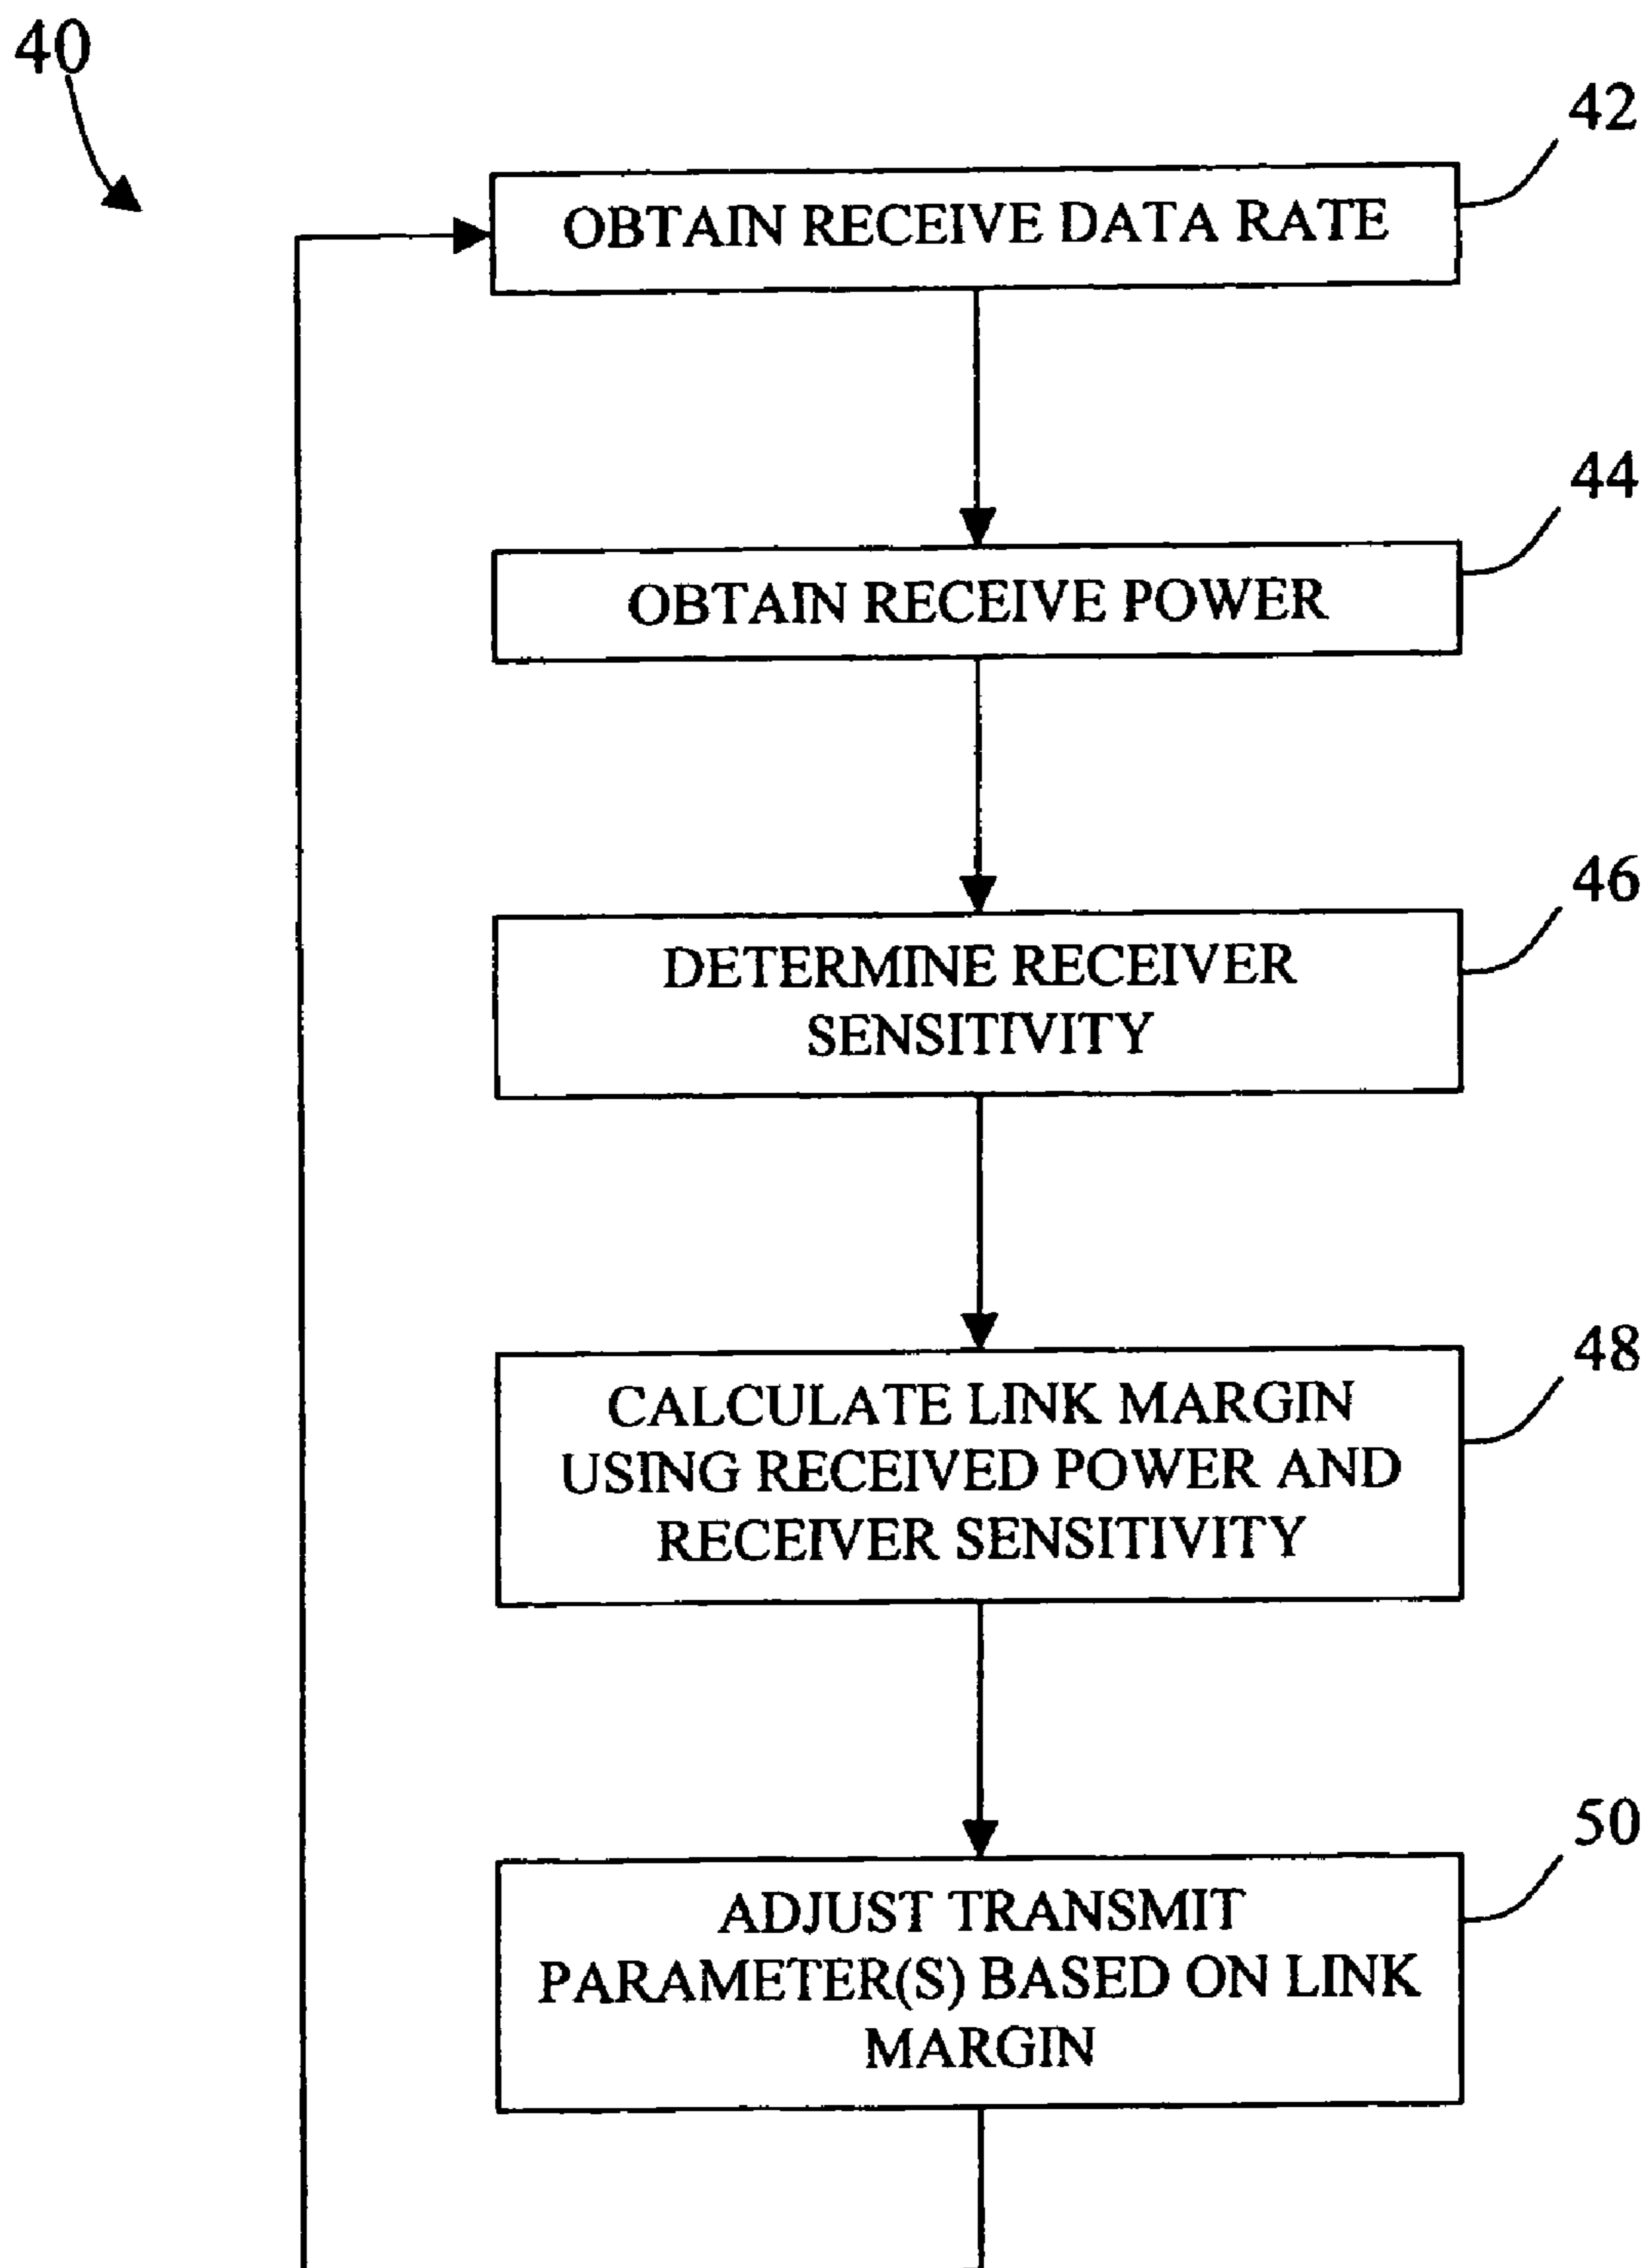 40
42
OBTAIN RECEIVE DATA RATE
44
OBTAIN RECEIVE POWER
46
DETERMINE RECEIVER
SENSITIVITY
48
CALCULATE LINK MARGIN
USING RECEIVED POWER AND
RECEIVER SENSITIVITY
50
ADJUST TRANSMIT
PARAMETER(S) BASED ON LINK
MARGIN